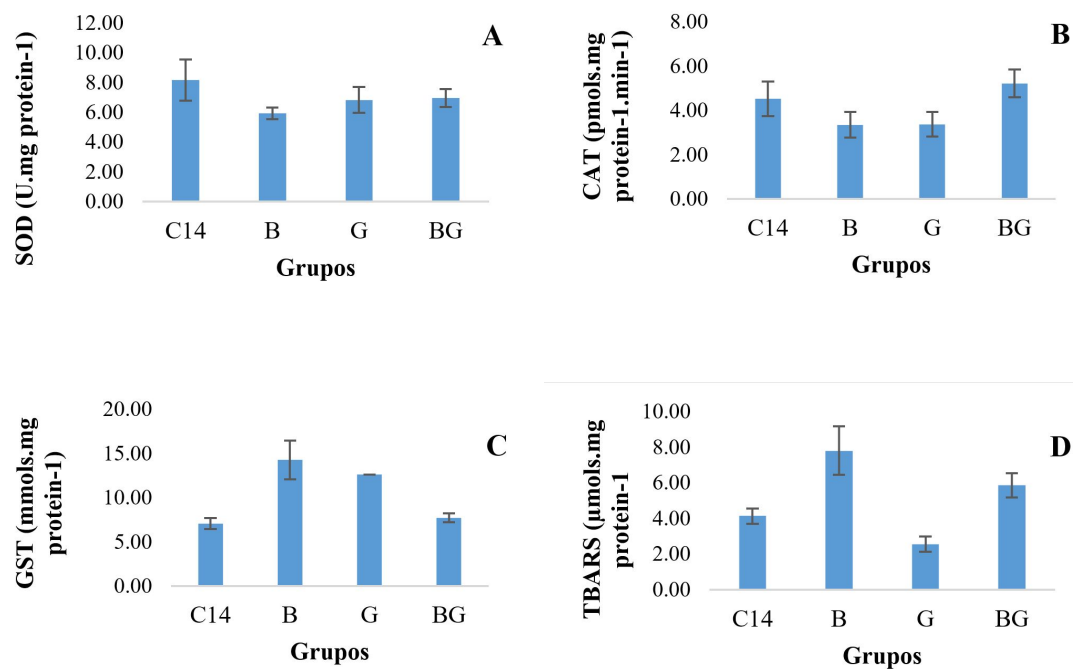 A
SOD (U.mg protein-1)
12.00
10.00
8.00
6.00
4.00
2.00
0.00
C14 B G BG
Grupos
B
CAT (pmols.mg
protein-1.min-1)
8.00
6.00
4.00
2.00
0.00
C14 B G BG
Grupos
C
GST (mmols.mg
protein-1)
20.00
15.00
10.00
5.00
0.00
C14 B G BG
Grupos
D
TBARS (µmols.mg
protein-1
10.00
8.00
6.00
4.00
2.00
0.00
C14 B G BG
Grupos